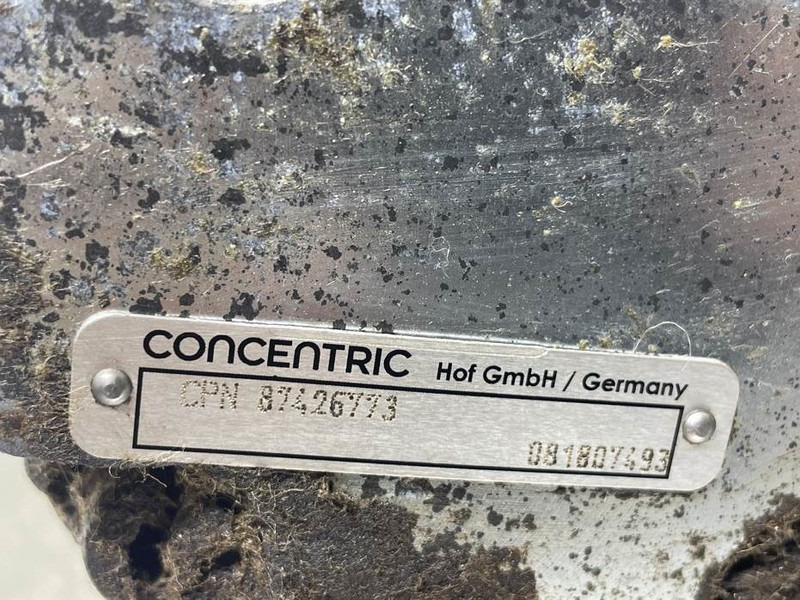 CONCENTRIC Hof GmbH / Germany
CPN 87426773
081807493